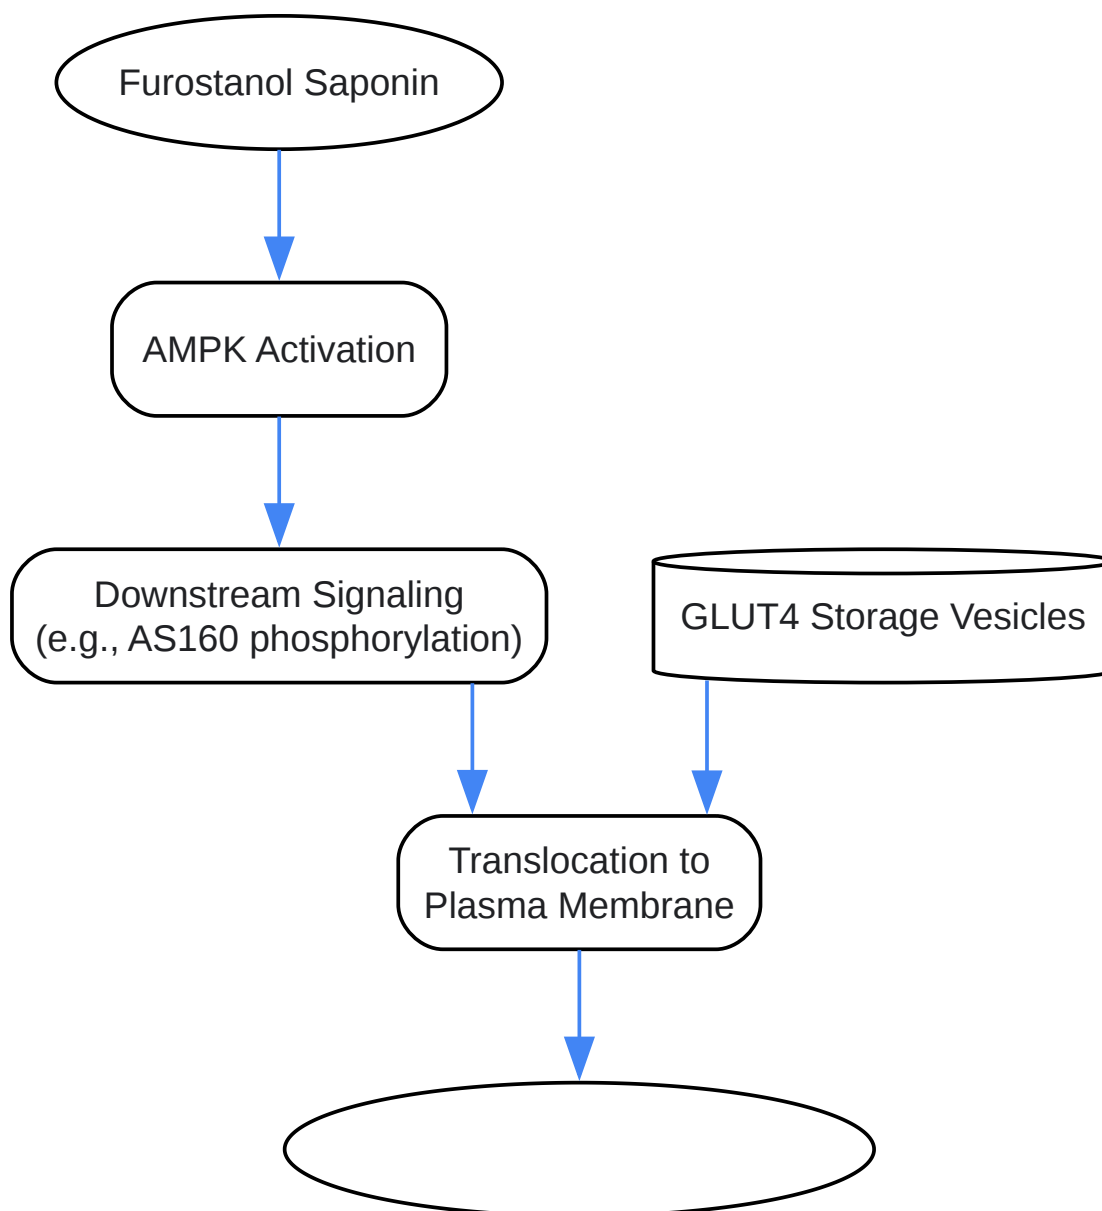 Furostanol Saponin
AMPK Activation
Downstream Signaling
(e.g., AS160 phosphorylation)
GLUT4 Storage Vesicles
Translocation to
Plasma Membrane